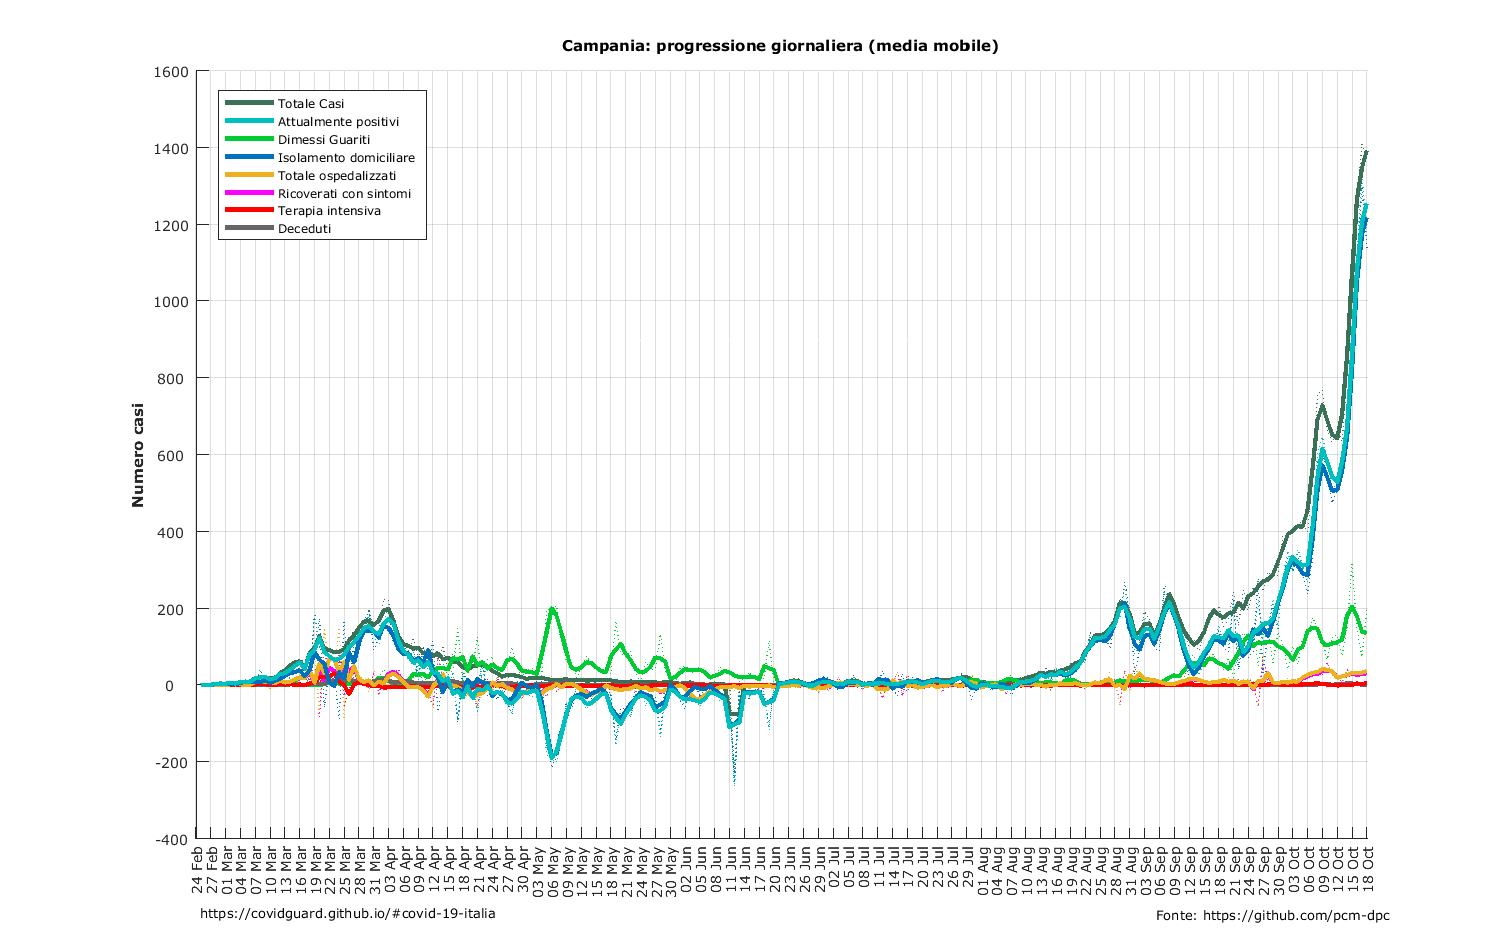 Campania: progressione giornaliera (media mobile)
1600
1400
1200
1000
800
600
400
200
0
-200
-400
Numero casi
Totale Casi
Attualmente positivi
Dimessi Guariti
Isolamento domiciliare
Totale ospedalizzati
Ricoverati con sintomi
Terapia intensiva
Deceduti
24 Feb
27 Feb
01 Mar
04 Mar
07 Mar
10 Mar
13 Mar
16 Mar
19 Mar
22 Mar
25 Mar
28 Mar
31 Mar
03 Apr
06 Apr
09 Apr
12 Apr
15 Apr
18 Apr
21 Apr
24 Apr
27 Apr
30 Apr
03 May
06 May
09 May
12 May
15 May
18 May
21 May
24 May
27 May
30 May
02 Jun
05 Jun
08 Jun
11 Jun
14 Jun
17 Jun
20 Jun
23 Jun
26 Jun
29 Jun
02 Jul
05 Jul
08 Jul
11 Jul
14 Jul
17 Jul
20 Jul
23 Jul
26 Jul
29 Jul
01 Aug
04 Aug
07 Aug
10 Aug
13 Aug
16 Aug
19 Aug
22 Aug
25 Aug
28 Aug
31 Aug
03 Sep
06 Sep
09 Sep
12 Sep
15 Sep
18 Sep
21 Sep
24 Sep
27 Sep
30 Sep
03 Oct
06 Oct
09 Oct
12 Oct
15 Oct
18 Oct
https://covidguard.github.io/#covid-19-italia
Fonte: https://github.com/pcm-dpc